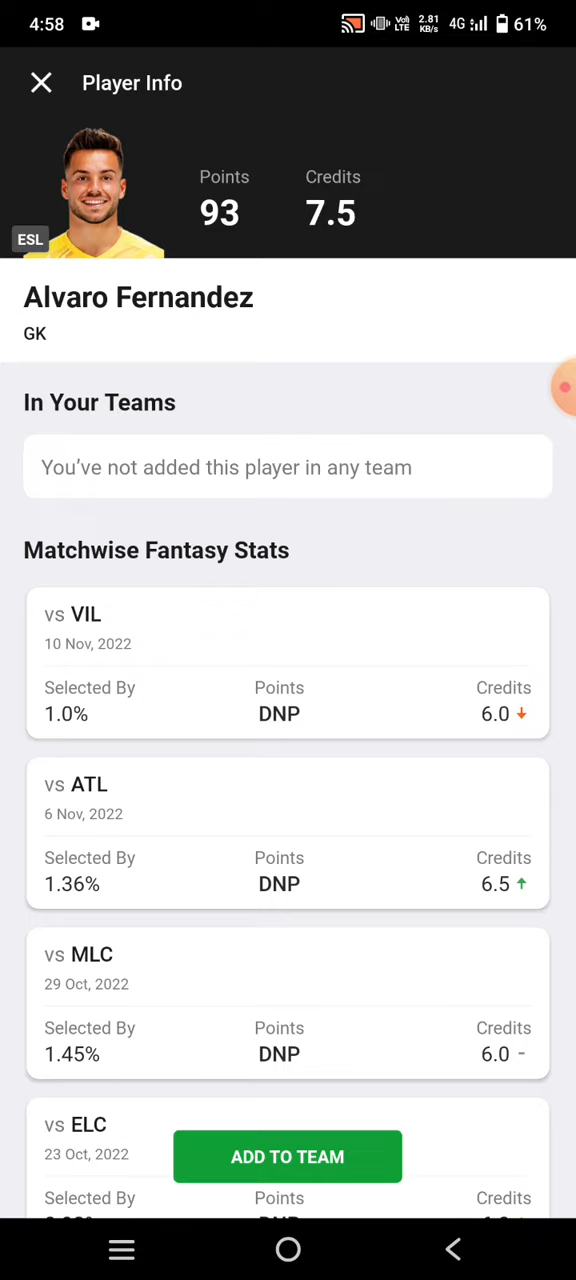 4:58
Vo)
LTE
2.81
KB/s
4G
61%
Player Info
Points
Credits
93
7.5
ESL
Alvaro Fernandez
GK
In Your Teams
You’ve not added this player in any team
Matchwise Fantasy Stats
vs VIL
10 Nov, 2022
Selected By Points Credits
1.0% DNP 6.0
vs ATL
6 Nov, 2022
Selected By Points Credits
1.36% DNP 6.5
vs MLC
29 Oct, 2022
Selected By Points Credits
1.45% DNP 6.0 -
vs ELC
23 Oct, 2022
ADD TO TEAM
Selected By Points Credits